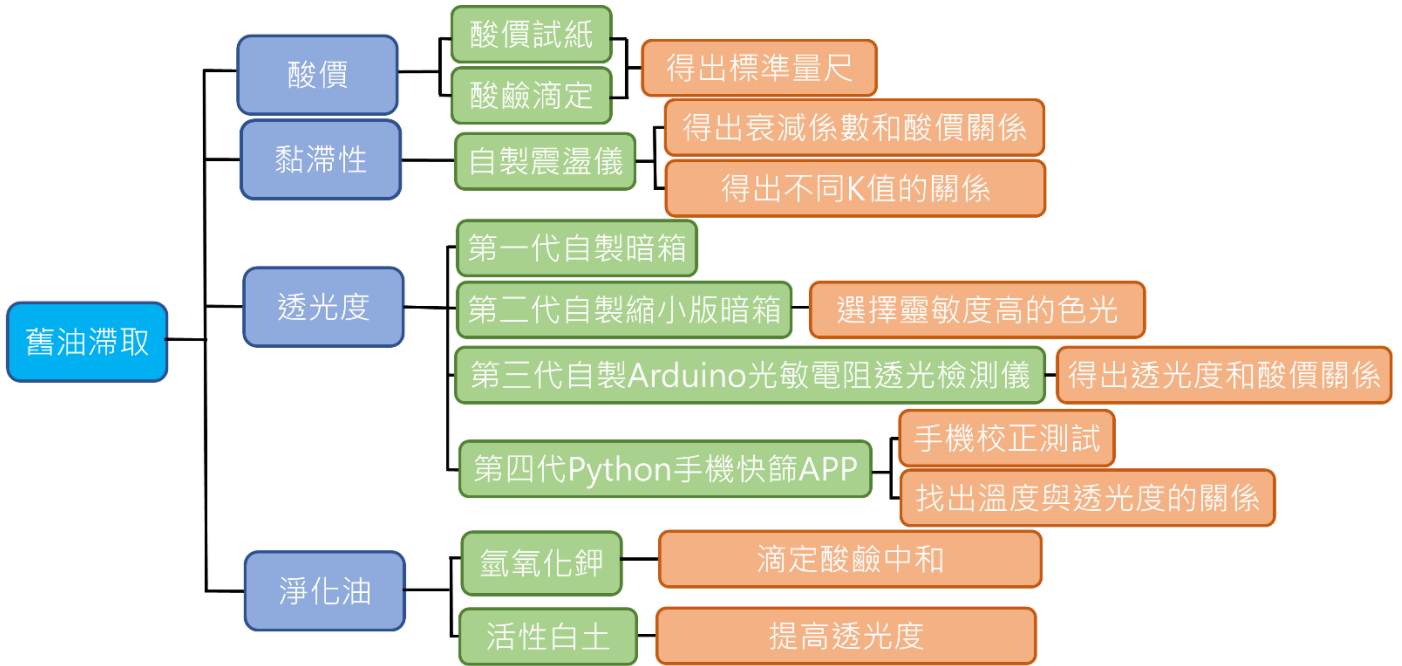 舊油滯取
酸價
酸價試紙
酸鹼滴定
得出標準量尺
黏滯性
自製震盪儀
得出衰減係數和酸價關係
得出不同K值的關係
透光度
第一代自製暗箱
第二代自製縮小版暗箱
選擇靈敏度高的色光
第三代自製Arduino光敏電阻透光檢測儀
得出透光度和酸價關係
第四代Python手機快篩APP
手機校正測試
找出溫度與透光度的關係
淨化油
氫氧化鉀
滴定酸鹼中和
活性白土
提高透光度